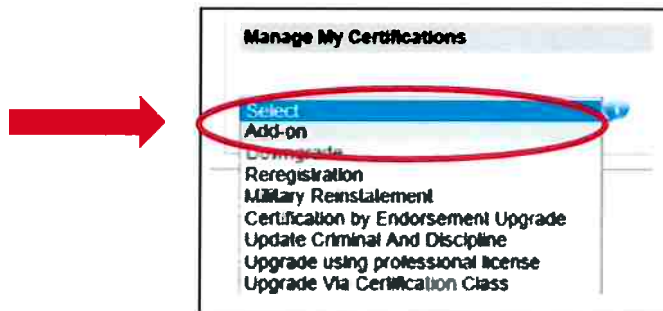 Manage My Certifications
Select
Add-on
Downgrade
Reregistration
Military Reinstatement
Certification by Endorsement Upgrade
Update Criminal And Discipline
Upgrade using professional license
Upgrade Via Certification Class